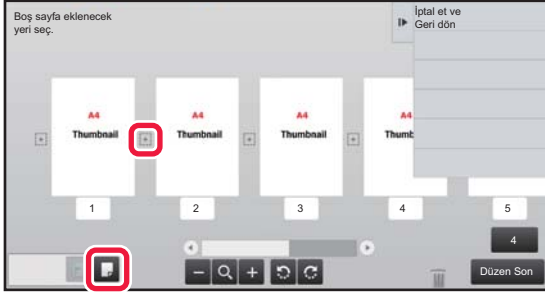 Boş sayfa eklenecek
yeri seç.
İptal et ve
Geri dön
A4
Thumbnail
A4
Thumbnail
A4
Thumbnail
A4
Thumb
1
2
3
4
5
4
Düzen Son